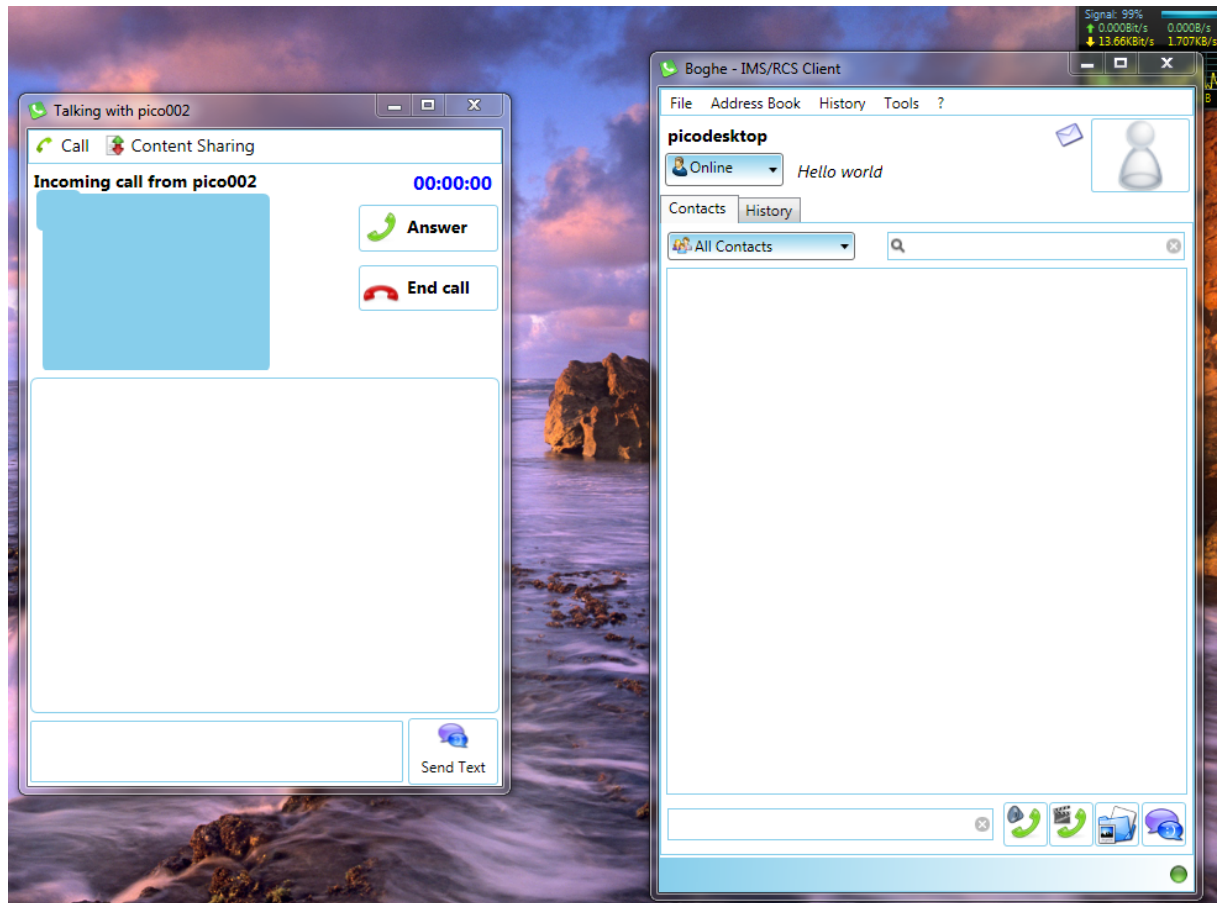 Signal: 99%
0.000Bit/s 0.000B/s
13.66KBit/s 1.707KB/s
B
Talking with pico002
Call Content Sharing
Incoming call from pico002 00:00:00
Answer
End call
Send Text
Boghe - IMS/RCS Client
File Address Book History Tools ?
picodesktop
Online Hello world
Contacts History
All Contacts